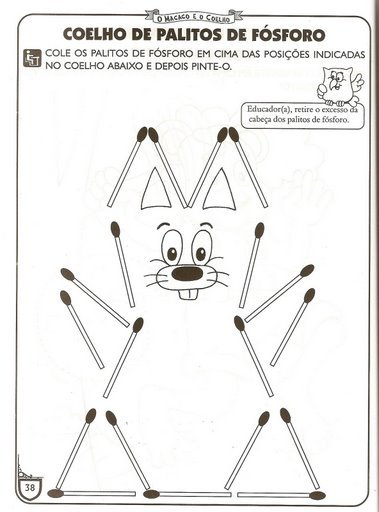 O MACACO E O COELHO
COELHO DE PALITOS DE FÓSFORO
COLE OS PALITOS DE FÓSFORO EM CIMA DAS POSIÇÕES INDICADAS
NO COELHO ABAIXO E DEPOIS PINTE-O.
Educador(a), retire o excesso da
cabeça dos palitos de fósforo.
38